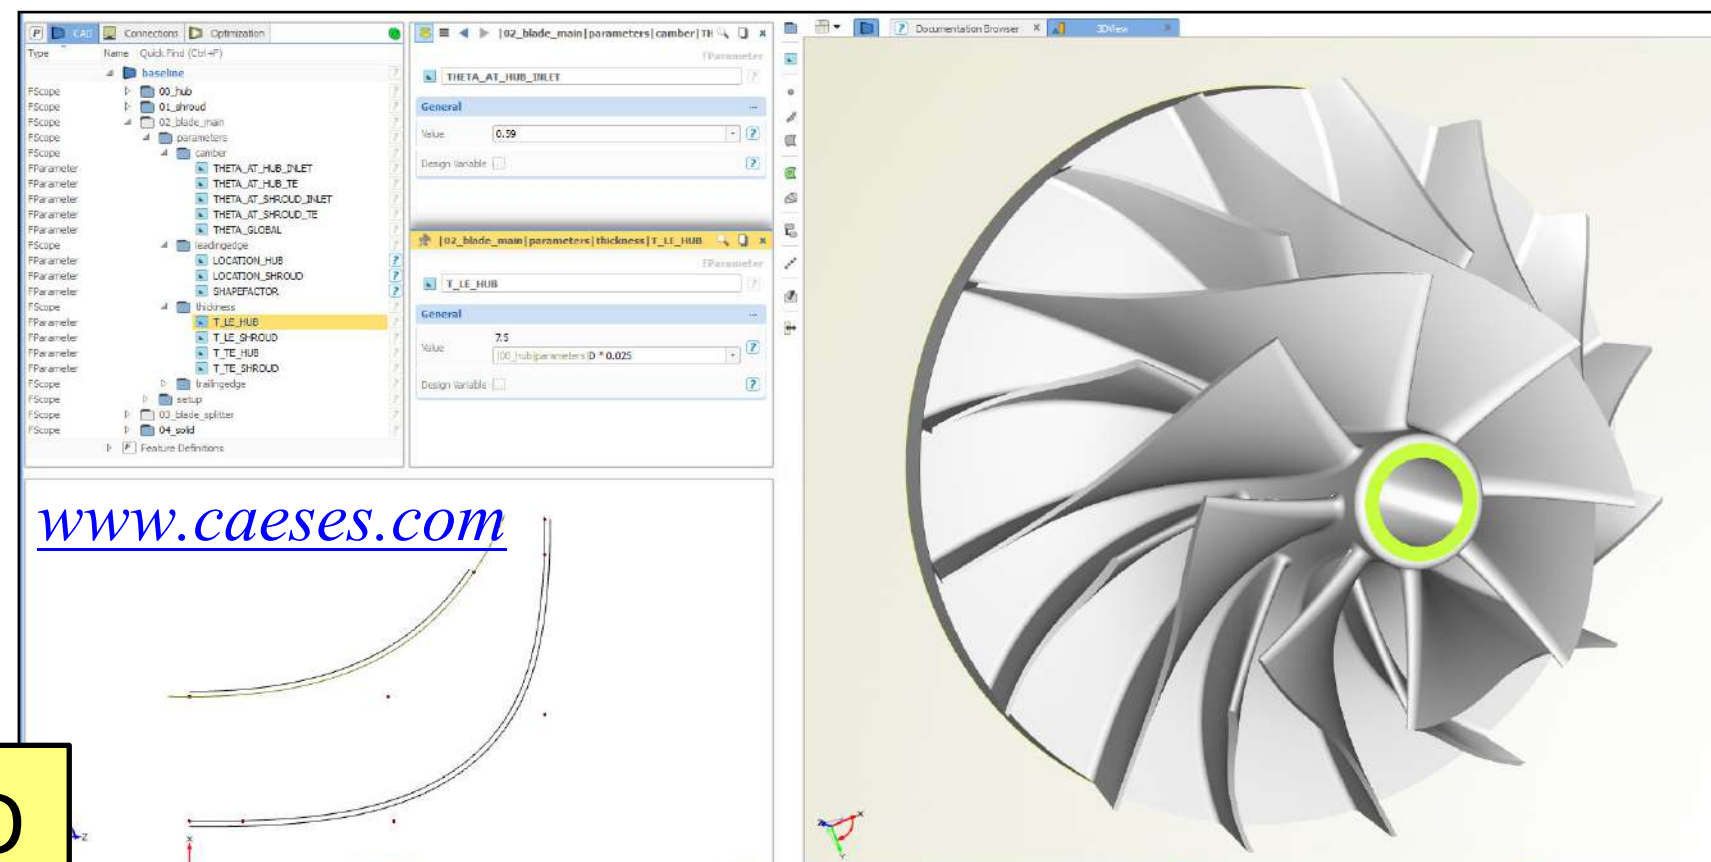 CAD Connections Optimization
Type Name Quick Find (Ctrl+F)
baseline
FScope 00_hub
FScope 01_shroud
FScope 02_blade_main
FScope parameters
FScope camber
FParameter THETA_AT_HUB_INLET
FParameter THETA_AT_HUB_TE
FParameter THETA_AT_SHROUD_INLET
FParameter THETA_AT_SHROUD_TE
FParameter THETA_GLOBAL
FScope leadingedge
FParameter LOCATION_HUB
FParameter LOCATION_SHROUD
FParameter SHAPEFACTOR
FScope thickness
FParameter T_LE_HUB
FParameter T_LE_SHROUD
FParameter T_TE_HUB
FParameter T_TE_SHROUD
FScope trailingedge
FScope setup
FScope 03_blade_splitter
FScope 04_solid
Feature Definitions
|02_blade_main|parameters|camber|TH
FParameter
THETA_AT_HUB_INLET
General
Value 0.59
Design Variable
|02_blade_main|parameters|thickness|T_LE_HUB
FParameter
T_LE_HUB
General
7.5
Value |00_hub|parameters|D * 0.025
Design Variable
Documentation Browser 3DView
www.caeses.com
Z
X
X
Y